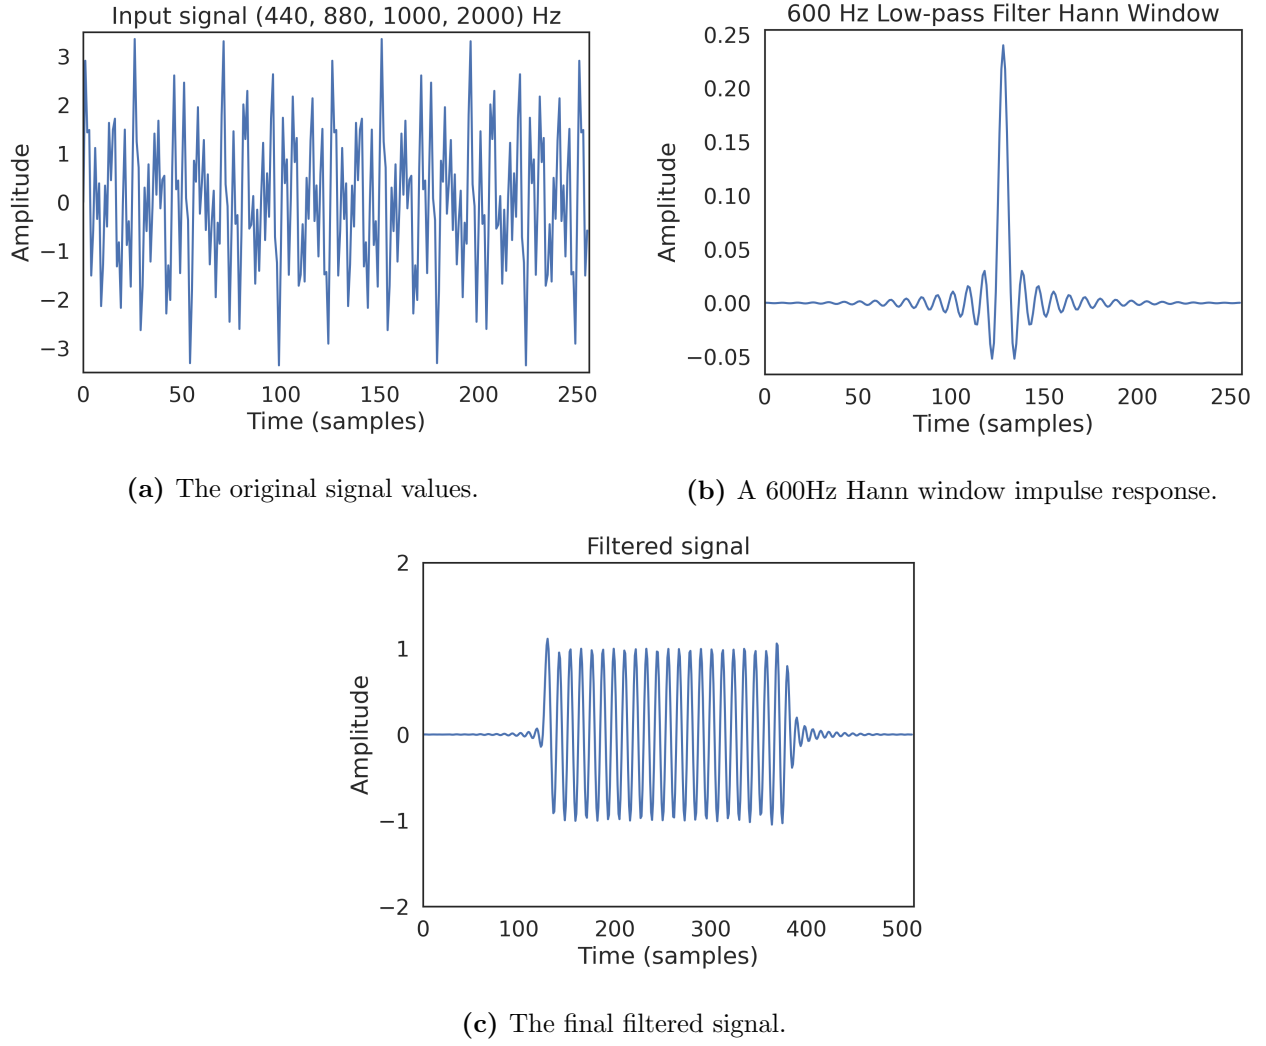 Input signal (440, 880, 1000, 2000) Hz
3
2
1
0
−1
−2
−3
Amplitude
0 50 100 150 200 250
Time (samples)
(a) The original signal values.
600 Hz Low-pass Filter Hann Window
0.25
0.20
0.15
0.10
0.05
0.00
−0.05
Amplitude
0 50 100 150 200 250
Time (samples)
(b) A 600Hz Hann window impulse response.
Filtered signal
2
1
0
−1
−2
Amplitude
0 100 200 300 400 500
Time (samples)
(c) The final filtered signal.